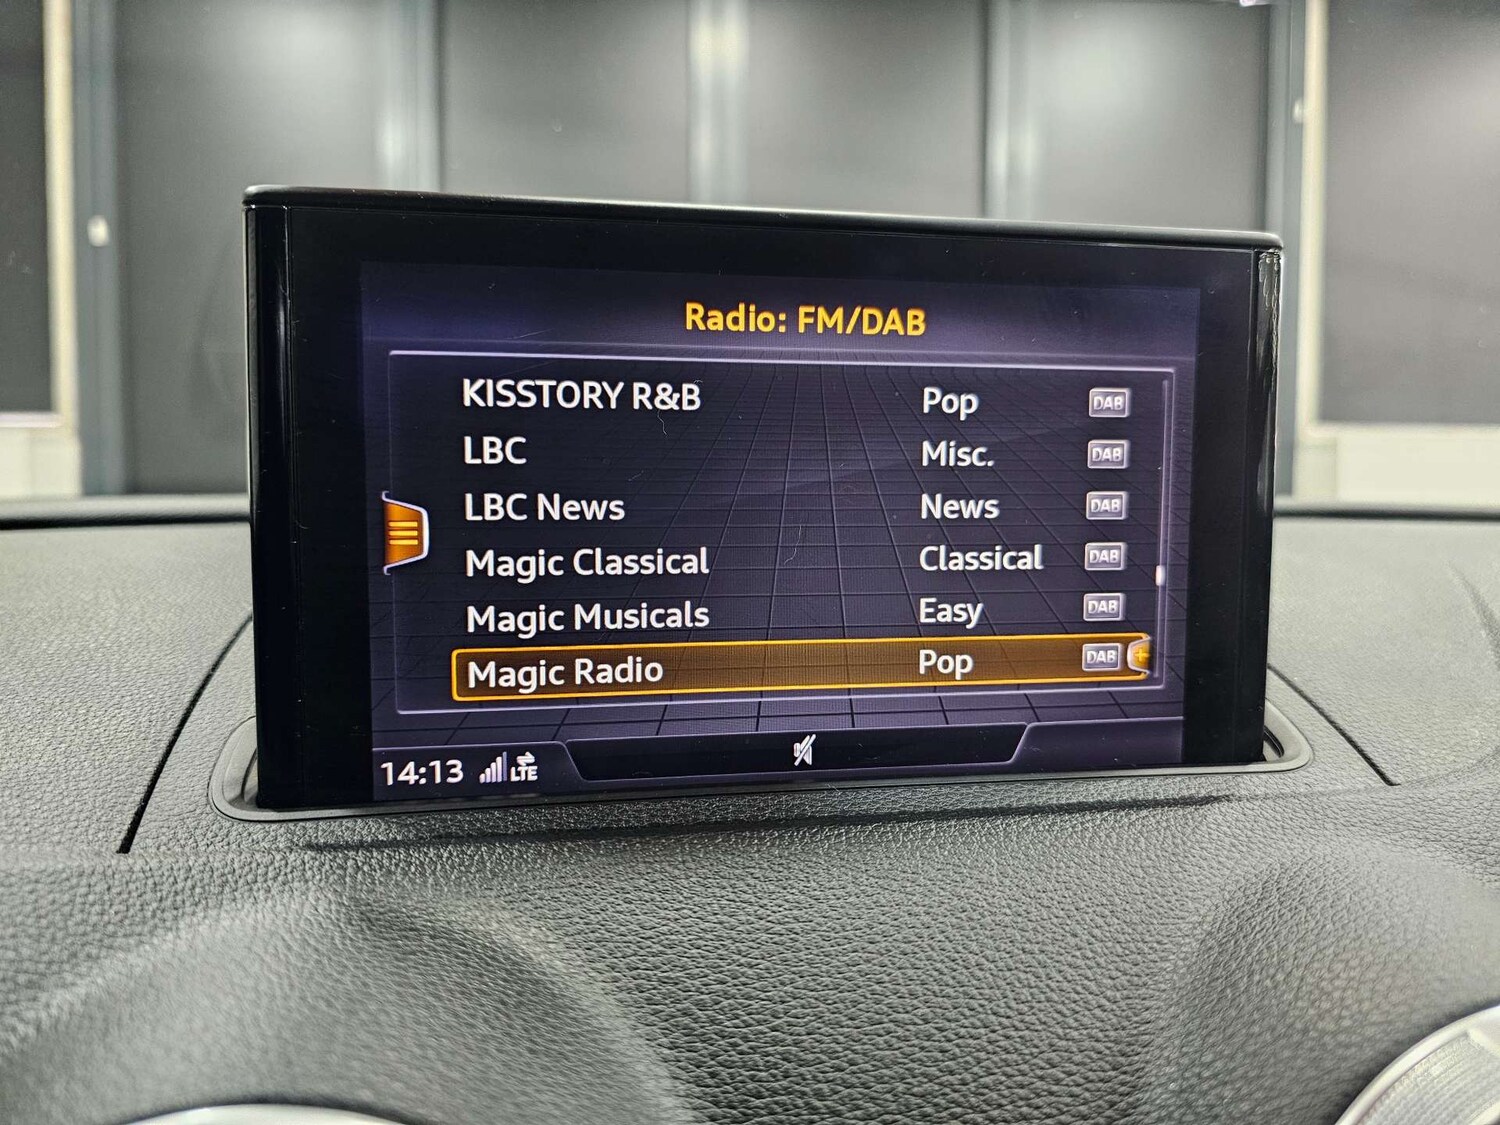 Radio: FM/DAB
KISSTORY R&B Pop DAB
LBC Misc. DAB
LBC News News DAB
Magic Classical Classical DAB
Magic Musicals Easy DAB
Magic Radio Pop DAB
14:13 LTE